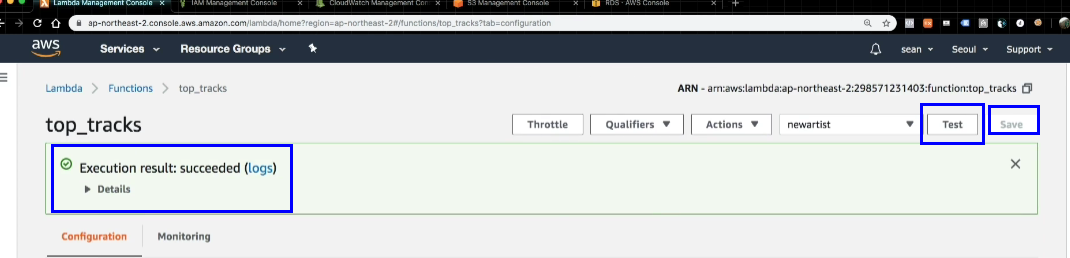 Lambda Management Console
IAM Management Console
CloudWatch Management Con
S3 Management Console
RDS - AWS Console
ap-northeast-2.console.aws.amazon.com/lambda/home?region=ap-northeast-2#/functions/top_tracks?tab=configuration
aws Services Resource Groups sean Seoul Support
Lambda > Functions > top_tracks
ARN - arn:aws:lambda:ap-northeast-2:298571231403:function:top_tracks
top_tracks
Throttle Qualifiers Actions newartist Test Save
Execution result: succeeded (logs)
Details
Configuration Monitoring